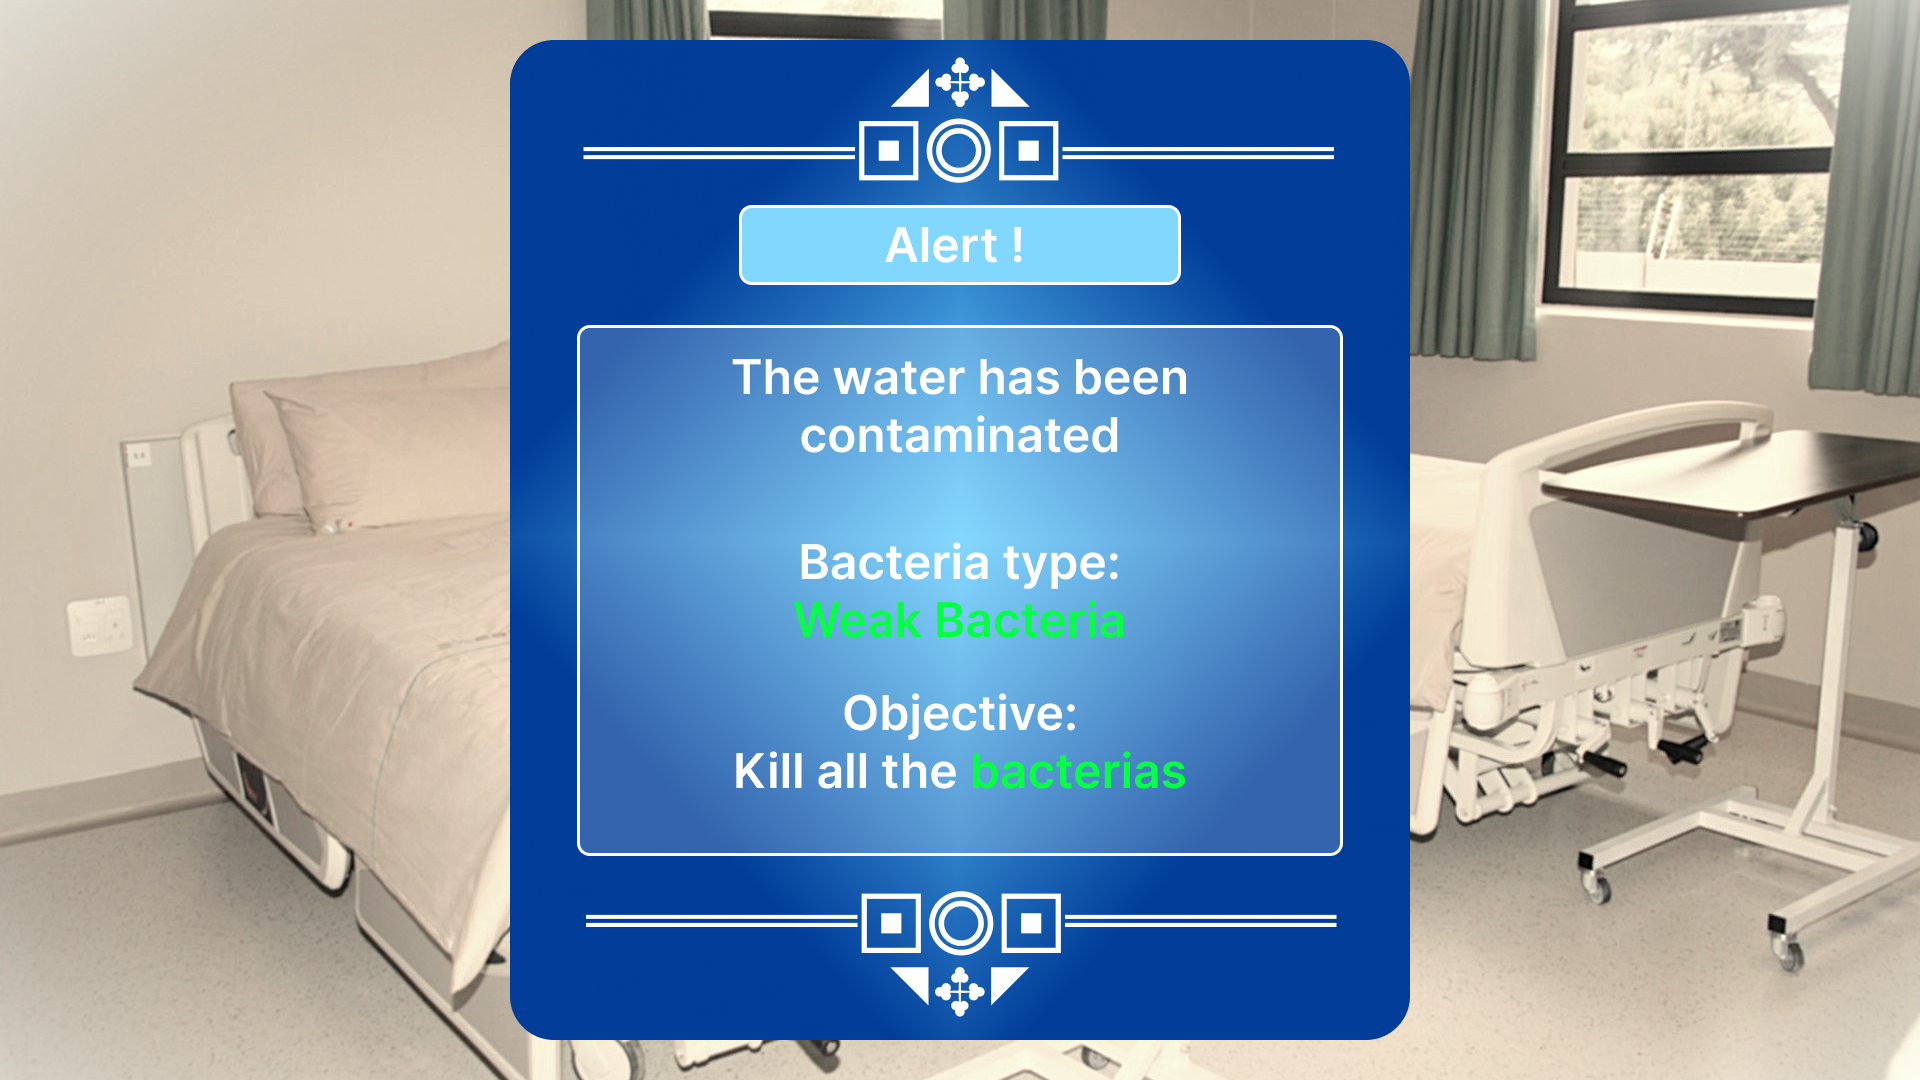 Alert !
The water has been
contaminated
Bacteria type:
Weak Bacteria
Objective:
Kill all the bacterias